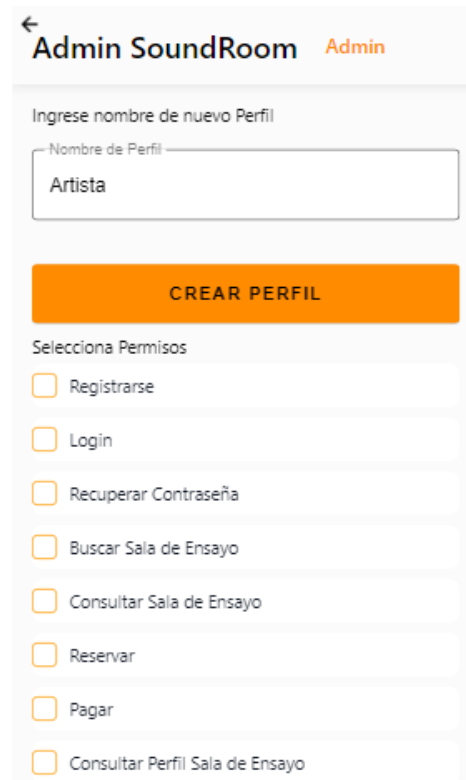 Admin SoundRoom Admin
Ingrese nombre de nuevo Perfil
Nombre de Perfil
Artista
CREAR PERFIL
Selecciona Permisos
Registrarse
Login
Recuperar Contraseña
Buscar Sala de Ensayo
Consultar Sala de Ensayo
Reservar
Pagar
Consultar Perfil Sala de Ensayo